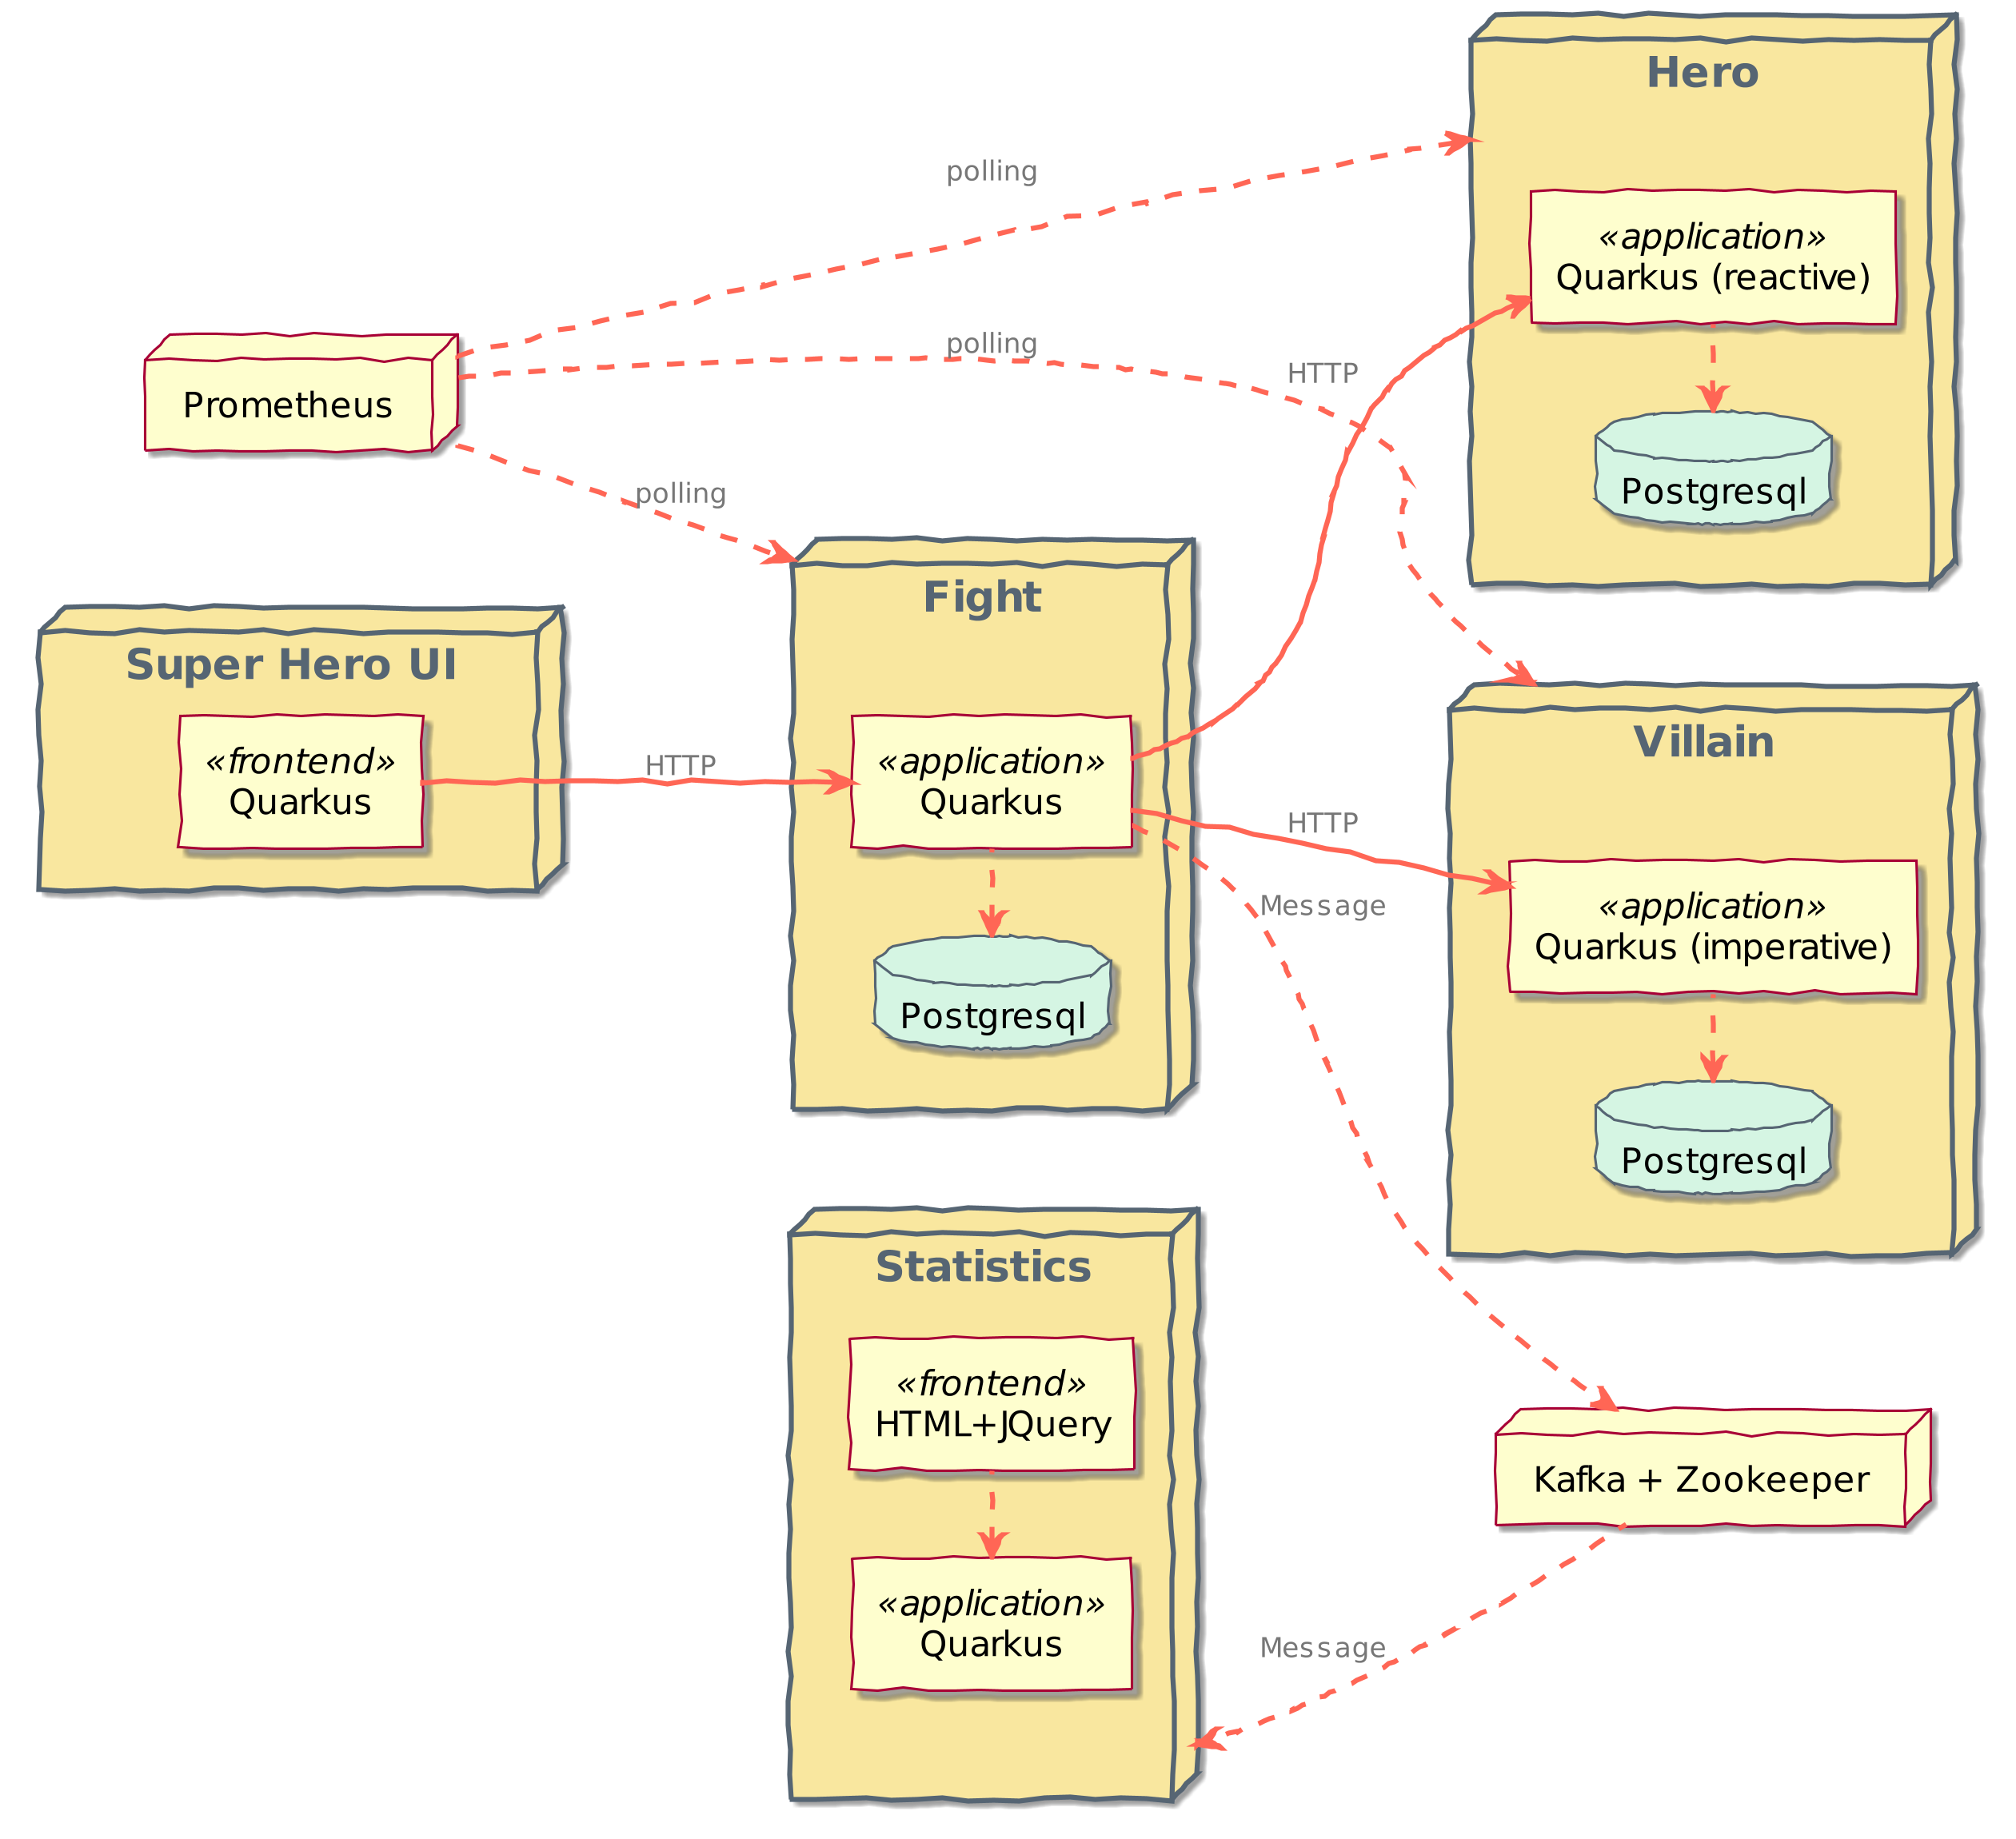 Hero
polling
«application»
Quarkus (reactive)
polling
HTTP
Prometheus
Postgresql
polling
Fight
Super Hero UI
Villain
«frontend»
Quarkus
HTTP
«application»
Quarkus
HTTP
Message
«application»
Quarkus (imperative)
Postgresql
Postgresql
Statistics
«frontend»
HTML+JQuery
Kafka + Zookeeper
«application»
Quarkus
Message